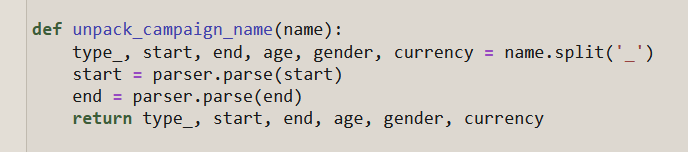 def unpack_campaign_name(name):
    type_, start, end, age, gender, currency = name.split('_')
    start = parser.parse(start)
    end = parser.parse(end)
    return type_, start, end, age, gender, currency